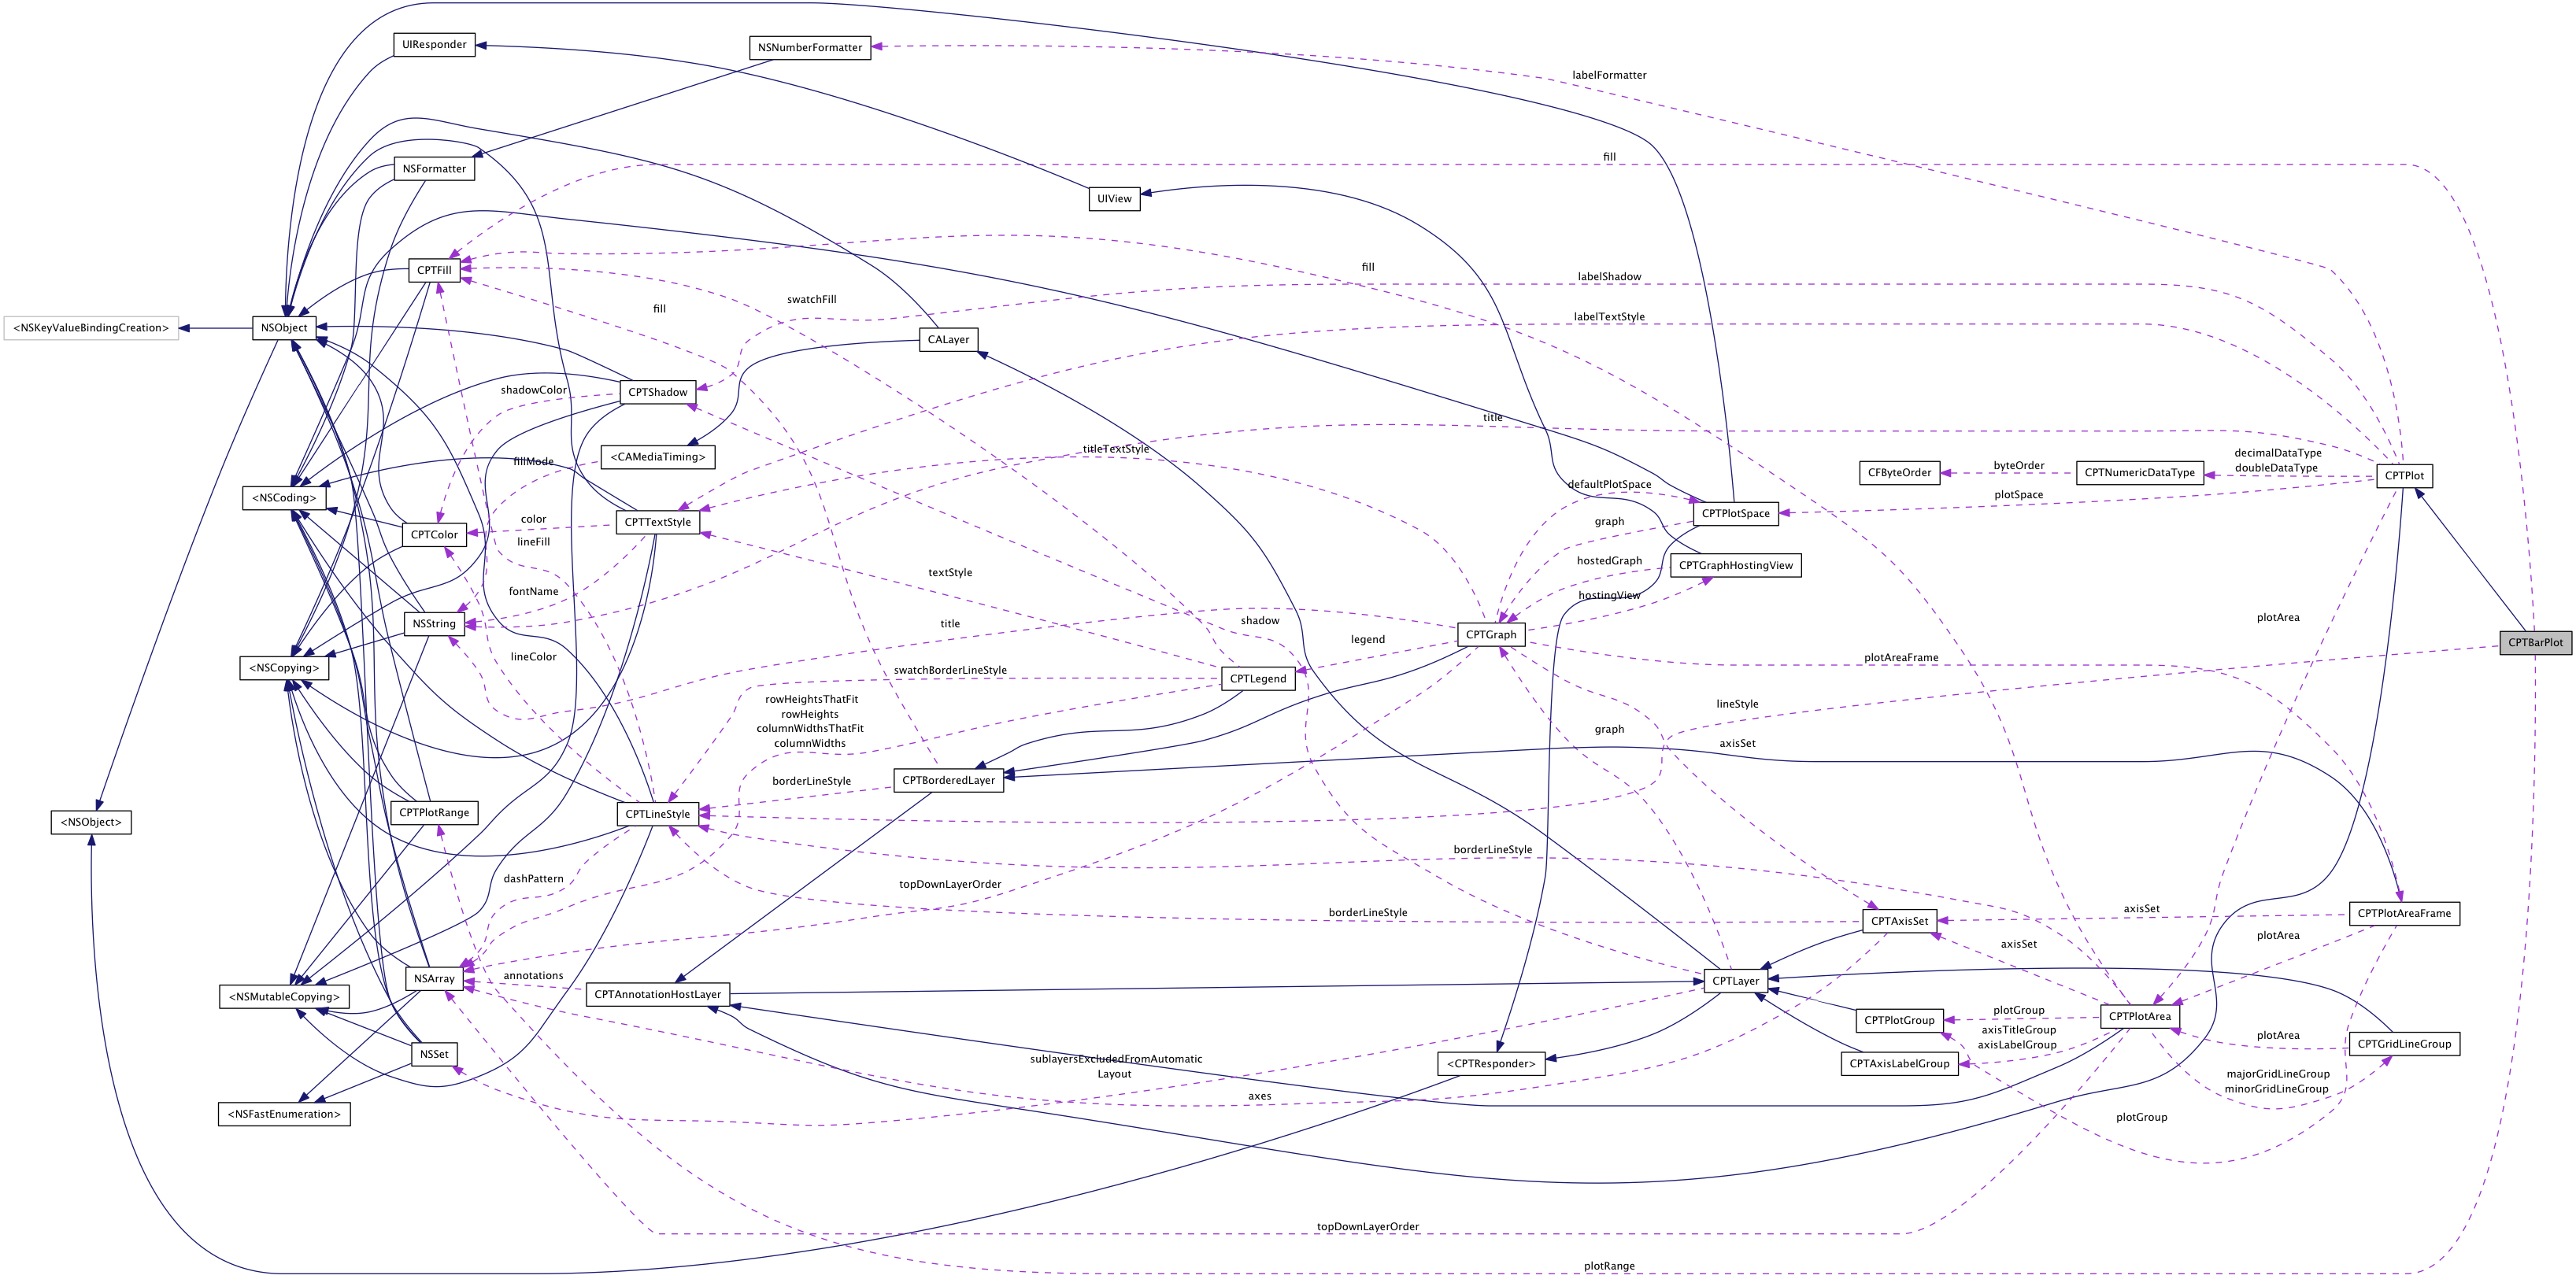 UIResponder
NSNumberFormatter
labelFormatter
fill
NSFormatter
UIView
CPTFill
fill
labelShadow
swatchFill
fill
labelTextStyle
<NSKeyValueBindingCreation>
NSObject
CALayer
shadowColor
CPTShadow
title
titleTextStyle
<CAMediaTiming>
fillMode
decimalDataType
doubleDataType
byteOrder
CFByteOrder
CPTNumericDataType
CPTPlot
defaultPlotSpace
plotSpace
<NSCoding>
CPTPlotSpace
color
CPTTextStyle
graph
CPTColor
lineFill
hostedGraph
CPTGraphHostingView
textStyle
fontName
hostingView
NSString
title
shadow
plotArea
CPTGraph
legend
CPTBarPlot
lineColor
plotAreaFrame
<NSCopying>
swatchBorderLineStyle
CPTLegend
rowHeightsThatFit
rowHeights
columnWidthsThatFit
columnWidths
lineStyle
graph
axisSet
borderLineStyle
CPTBorderedLayer
<NSObject>
CPTPlotRange
CPTLineStyle
borderLineStyle
dashPattern
topDownLayerOrder
borderLineStyle
axisSet
CPTPlotAreaFrame
CPTAxisSet
plotArea
axisSet
annotations
NSArray
CPTLayer
<NSMutableCopying>
CPTAnnotationHostLayer
plotGroup
CPTPlotGroup
CPTPlotArea
axisTitleGroup
axisLabelGroup
plotArea
CPTGridLineGroup
NSSet
sublayersExcludedFromAutomatic
Layout
<CPTResponder>
CPTAxisLabelGroup
majorGridLineGroup
minorGridLineGroup
axes
<NSFastEnumeration>
plotGroup
topDownLayerOrder
plotRange